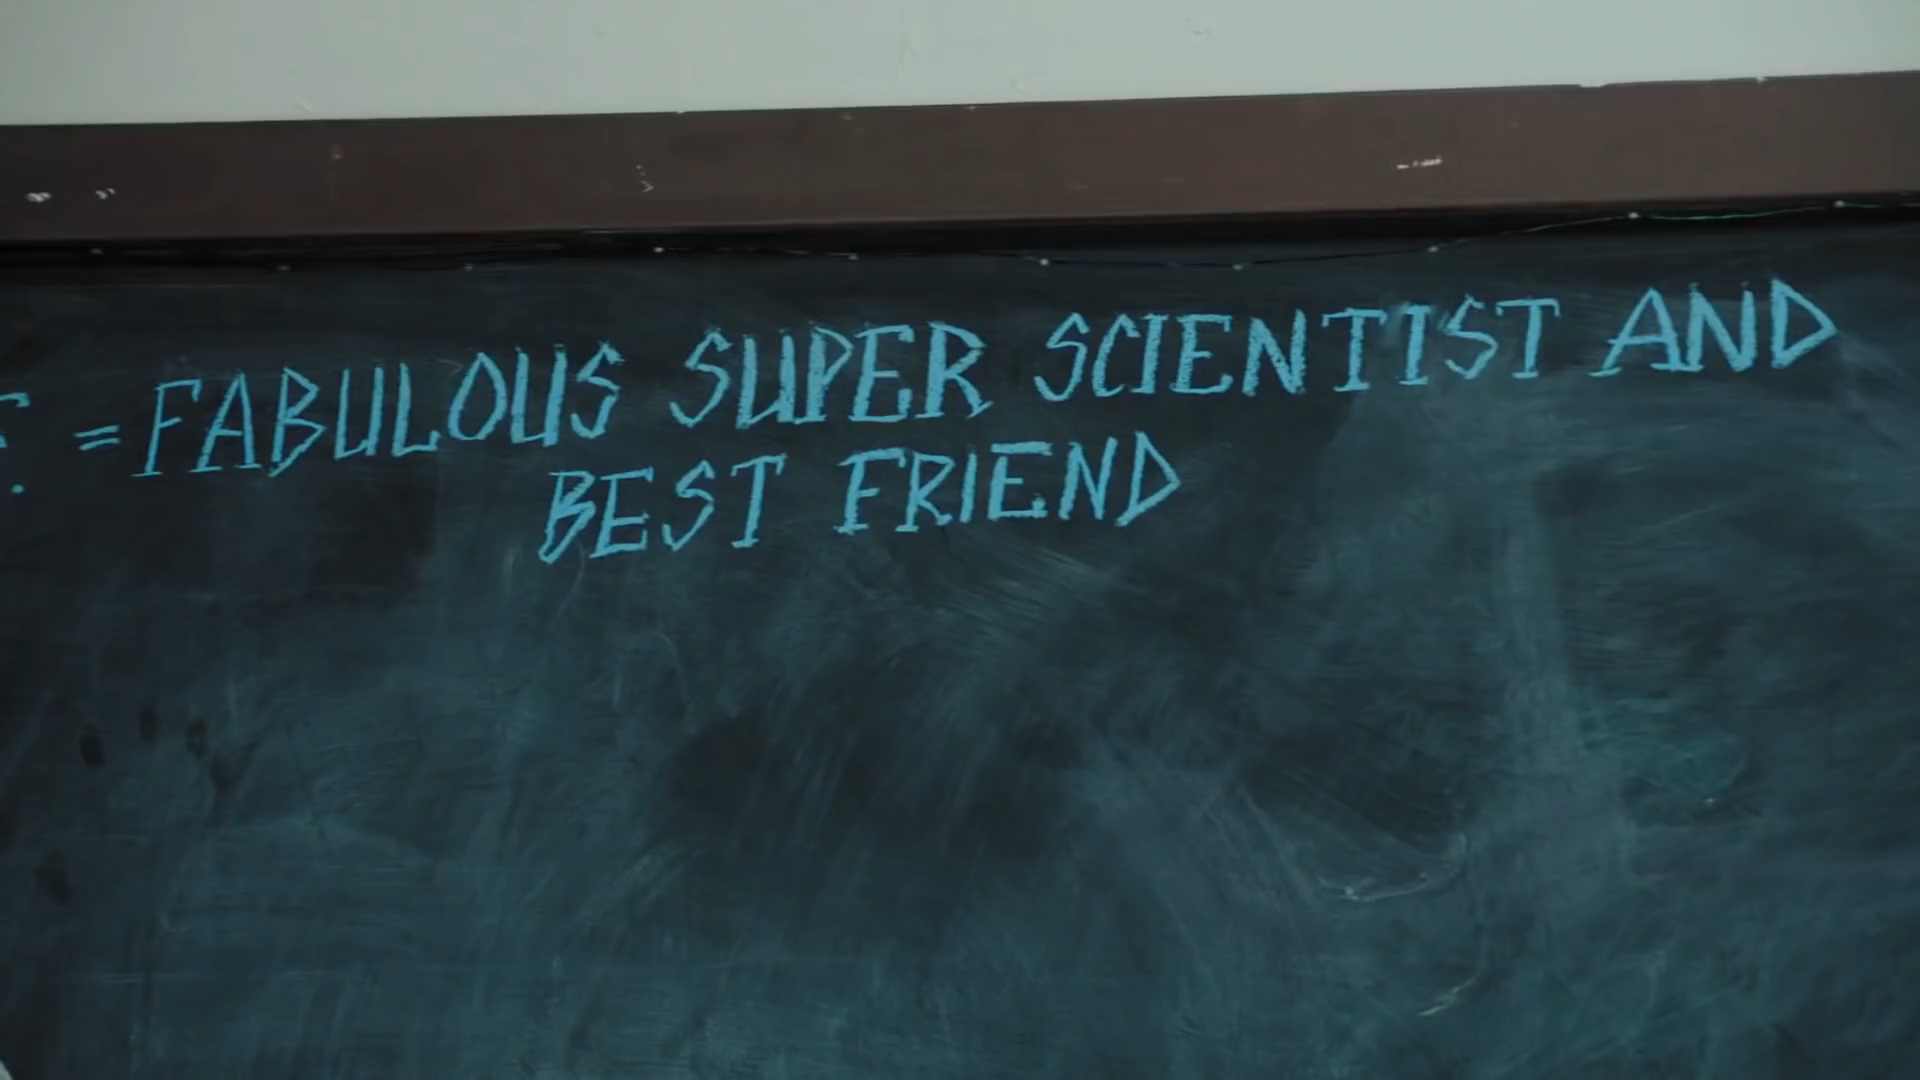 = FABULOUS SUPER SCIENTIST AND
BEST FRIEND